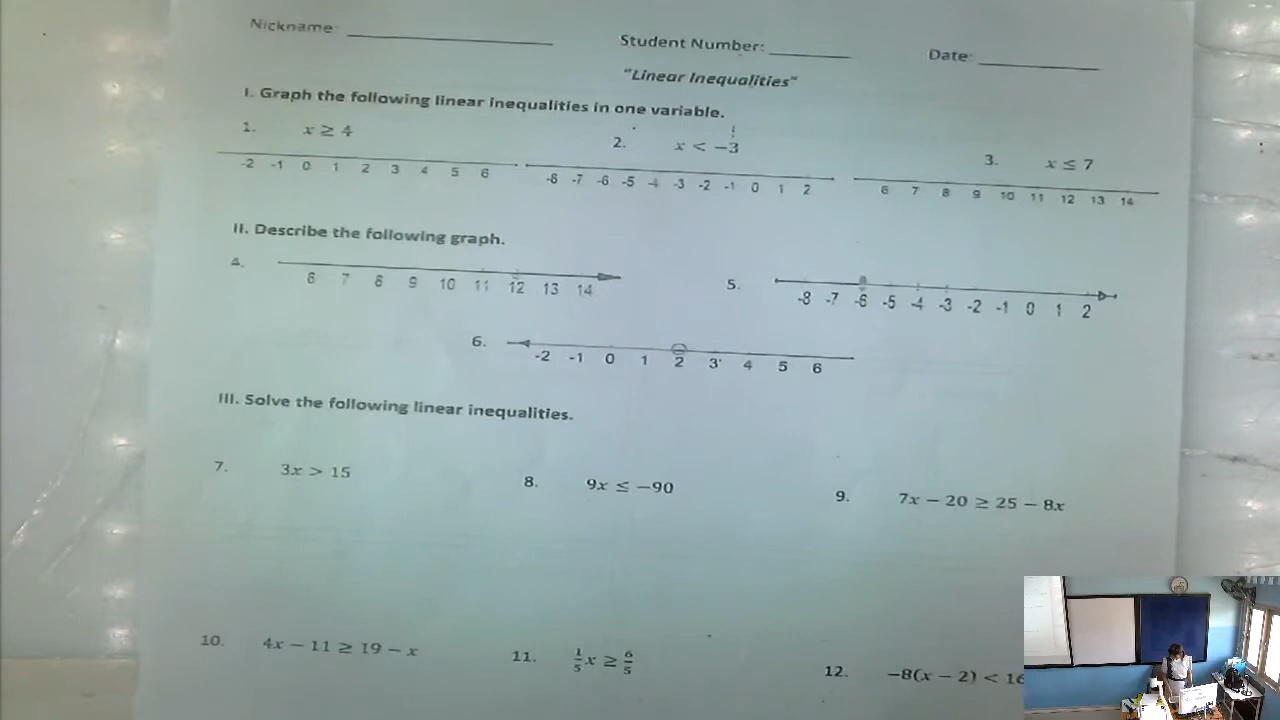 Nickname: ____________ Student Number: ______ Date: ________
"Linear Inequalities"
I. Graph the following linear inequalities in one variable.
1. x ≥ 4
2. x < −3
3. x ≤ 7
-2 -1 0 1 2 3 4 5 6
-8 -7 -6 -5 -4 -3 -2 -1 0 1 2
6 7 8 9 10 11 12 13 14
II. Describe the following graph.
4.
6 7 8 9 10 11 12 13 14
5.
-8 -7 -6 -5 -4 -3 -2 -1 0 1 2
6.
-2 -1 0 1 2 3 4 5 6
III. Solve the following linear inequalities.
7. 3x > 15
8. 9x ≤ −90
9. 7x − 20 ≥ 25 − 8x
10. 4x − 11 ≥ 19 − x
11. 1/5 x ≥ 6/5
12. −8(x − 2) <